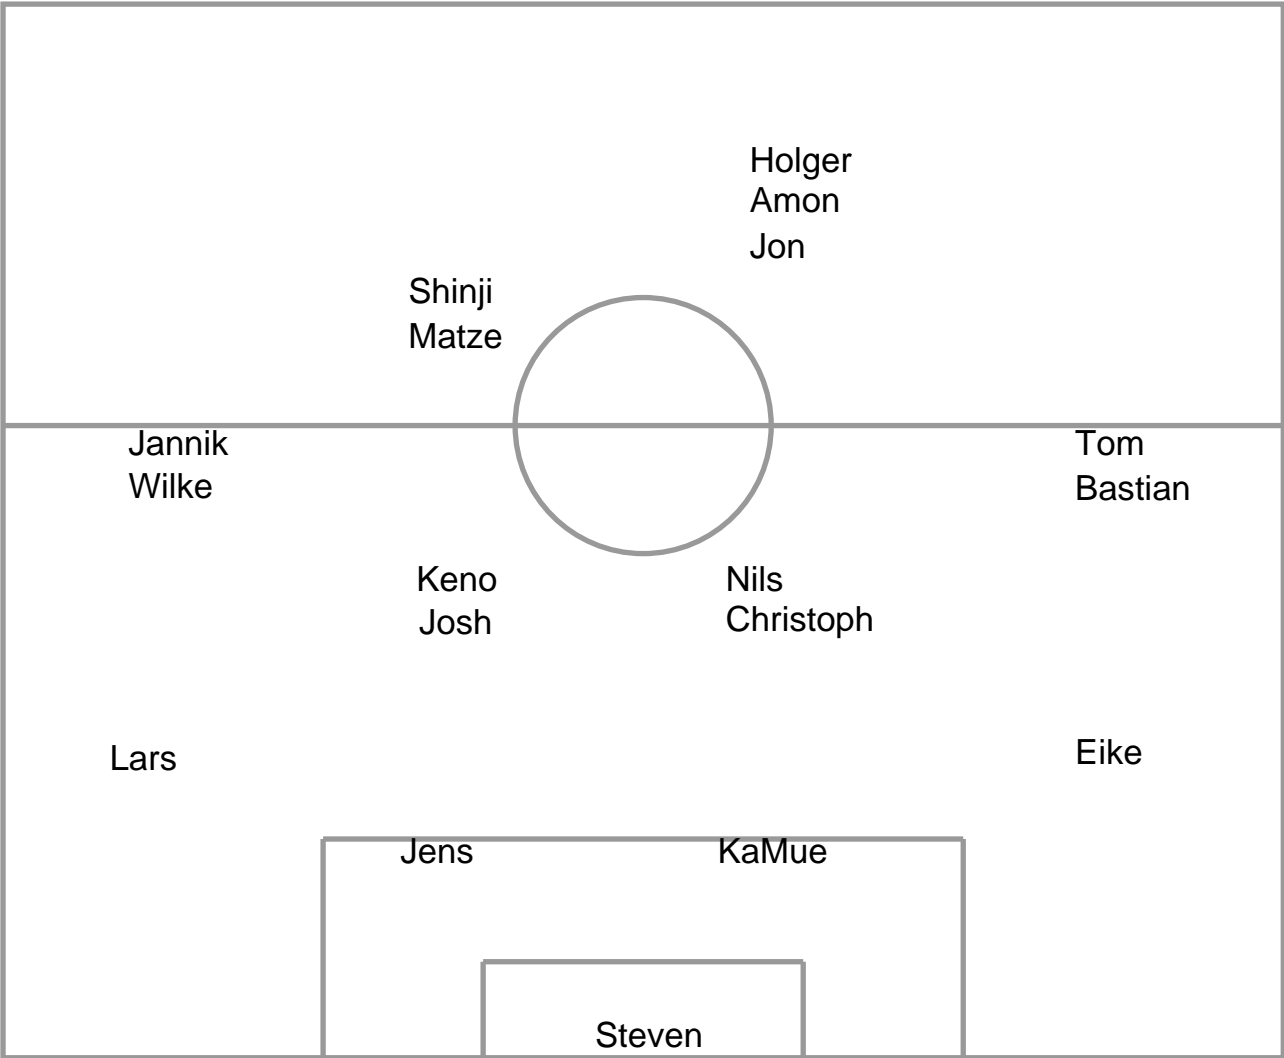 Holger
Amon
Jon
Shinji
Matze
Jannik
Wilke
Tom
Bastian
Keno
Josh
Nils
Christoph
Lars
Eike
Jens
KaMue
Steven